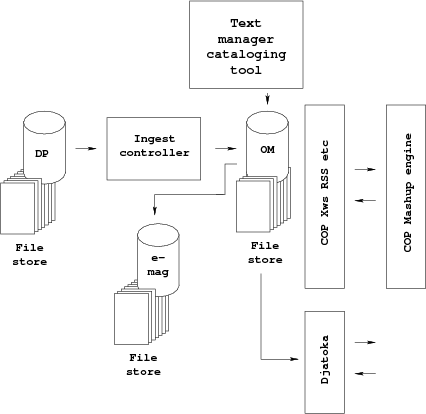 Text
manager
cataloging
tool
DP
Ingest
controller
OM
COP Xws RSS etc
COP Mashup engine
File
store
e-
mag
File
store
File
store
Djatoka